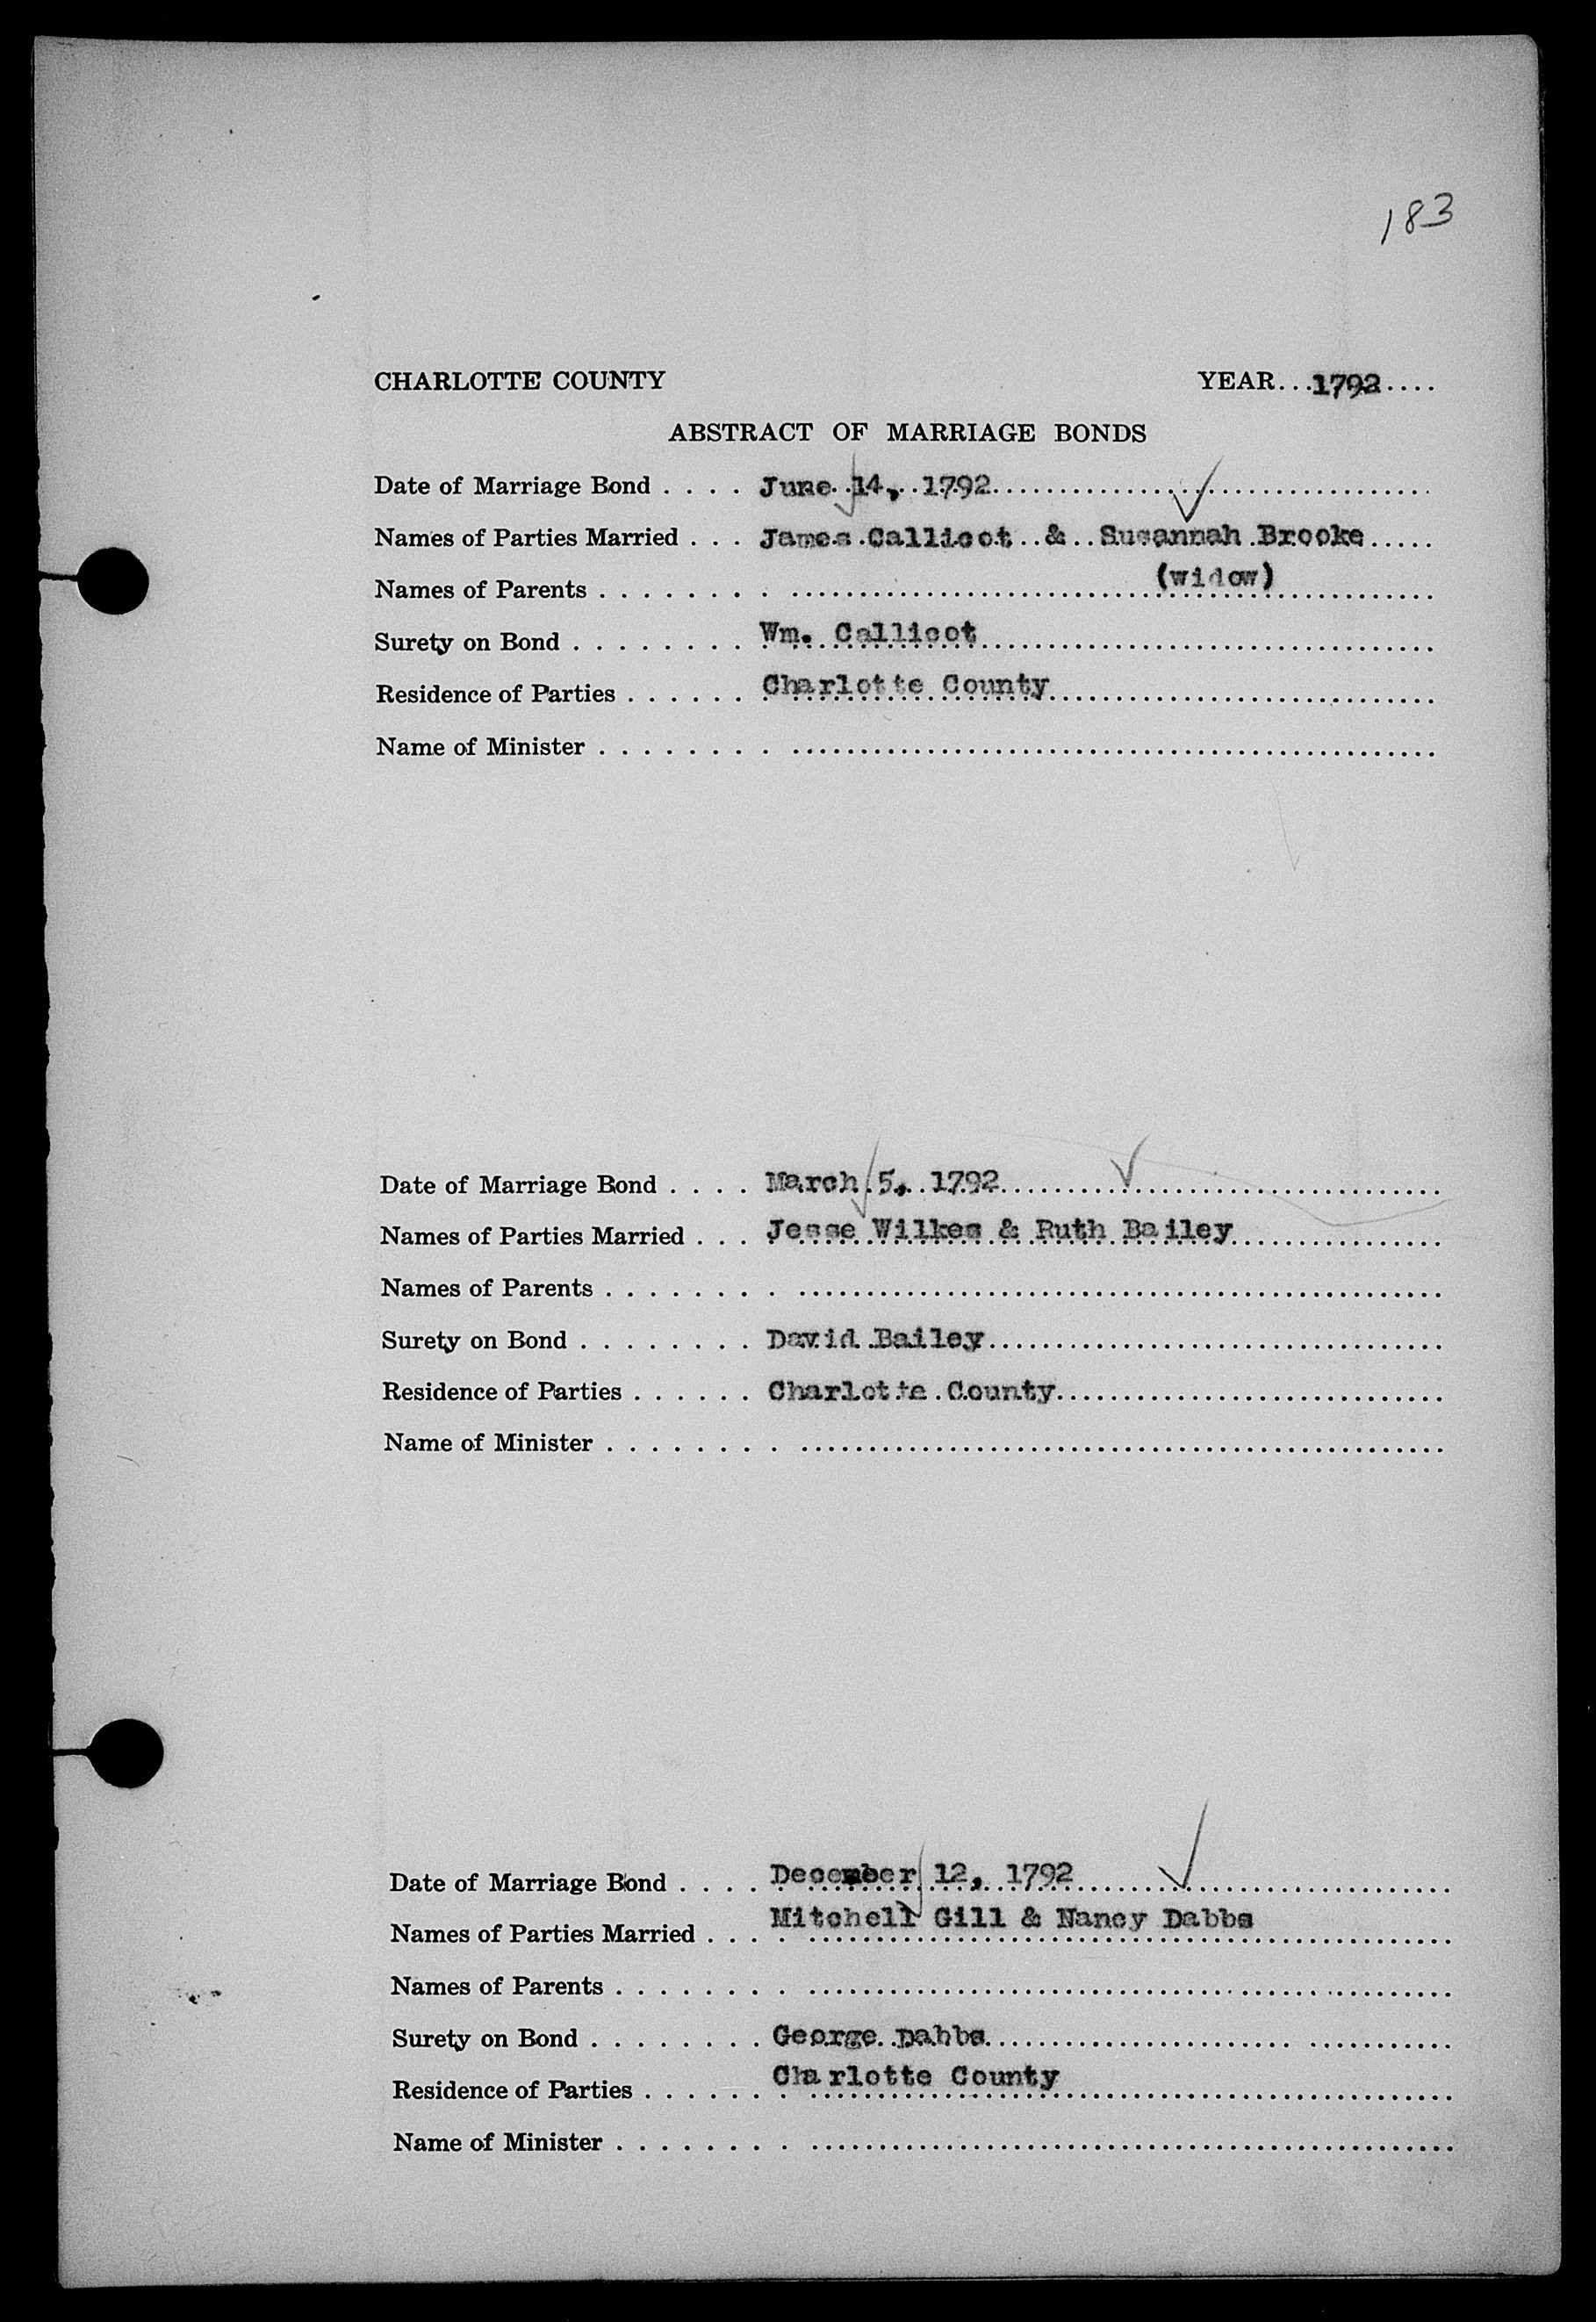 183
CHARLOTTE COUNTY YEAR...1792....
ABSTRACT OF MARRIAGE BONDS
Date of Marriage Bond . . . . June 14, 1792
Names of Parties Married . . . James Callicot & Susannah Brooke
(widow)
Names of Parents . . . . . . . .
Surety on Bond . . . . . . . . Wm. Callicot
Residence of Parties . . . . . . Charlotte County
Name of Minister . . . . . . . .
Date of Marriage Bond . . . . March 5, 1792
Names of Parties Married . . . Jesse Wilkes & Ruth Bailey
Names of Parents . . . . . . . .
Surety on Bond . . . . . . . . David Bailey
Residence of Parties . . . . . . Charlotte County
Name of Minister . . . . . . . .
Date of Marriage Bond . . . . December 12, 1792
Names of Parties Married . . . Mitchell Gill & Nancy Dabbs
Names of Parents . . . . . . . .
Surety on Bond . . . . . . . . George Dabbs
Residence of Parties . . . . . . Charlotte County
Name of Minister . . . . . . . .